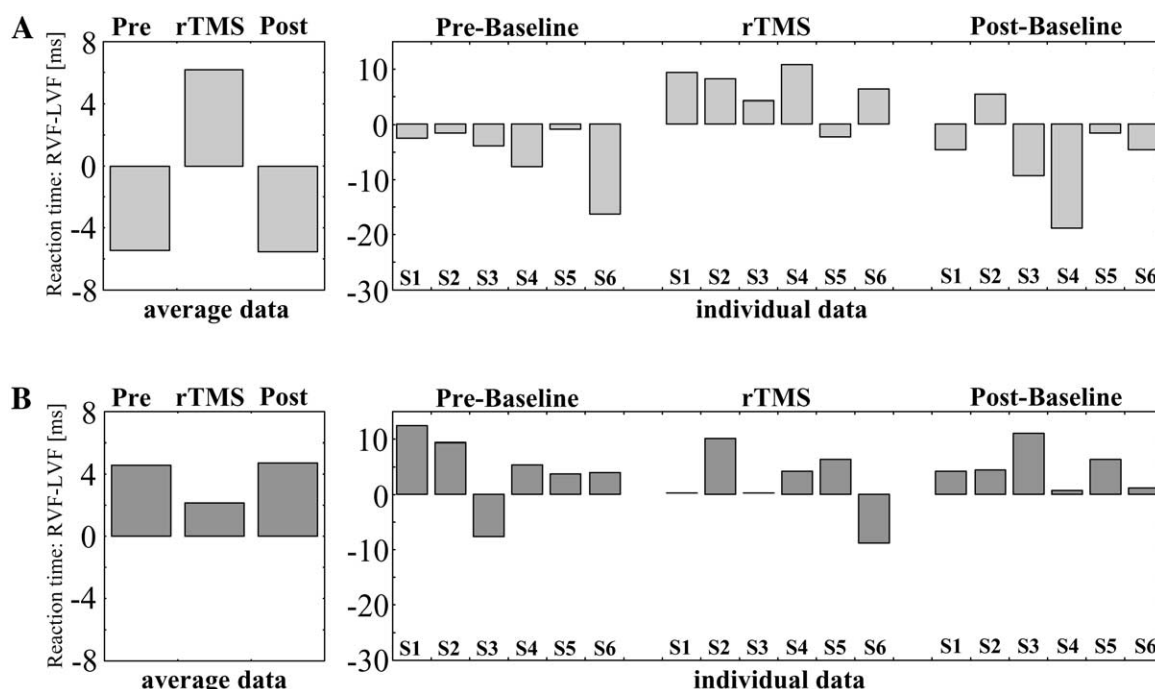 A
Pre rTMS Post
Reaction time: RVF-LVF [ms]
8
4
0
-4
-8
average data
Pre-Baseline rTMS Post-Baseline
10
0
-10
-20
-30
S1 S2 S3 S4 S5 S6 S1 S2 S3 S4 S5 S6 S1 S2 S3 S4 S5 S6
individual data
B
Pre rTMS Post
Reaction time: RVF-LVF [ms]
8
4
0
-4
-8
average data
Pre-Baseline rTMS Post-Baseline
10
0
-10
-20
-30
S1 S2 S3 S4 S5 S6 S1 S2 S3 S4 S5 S6 S1 S2 S3 S4 S5 S6
individual data